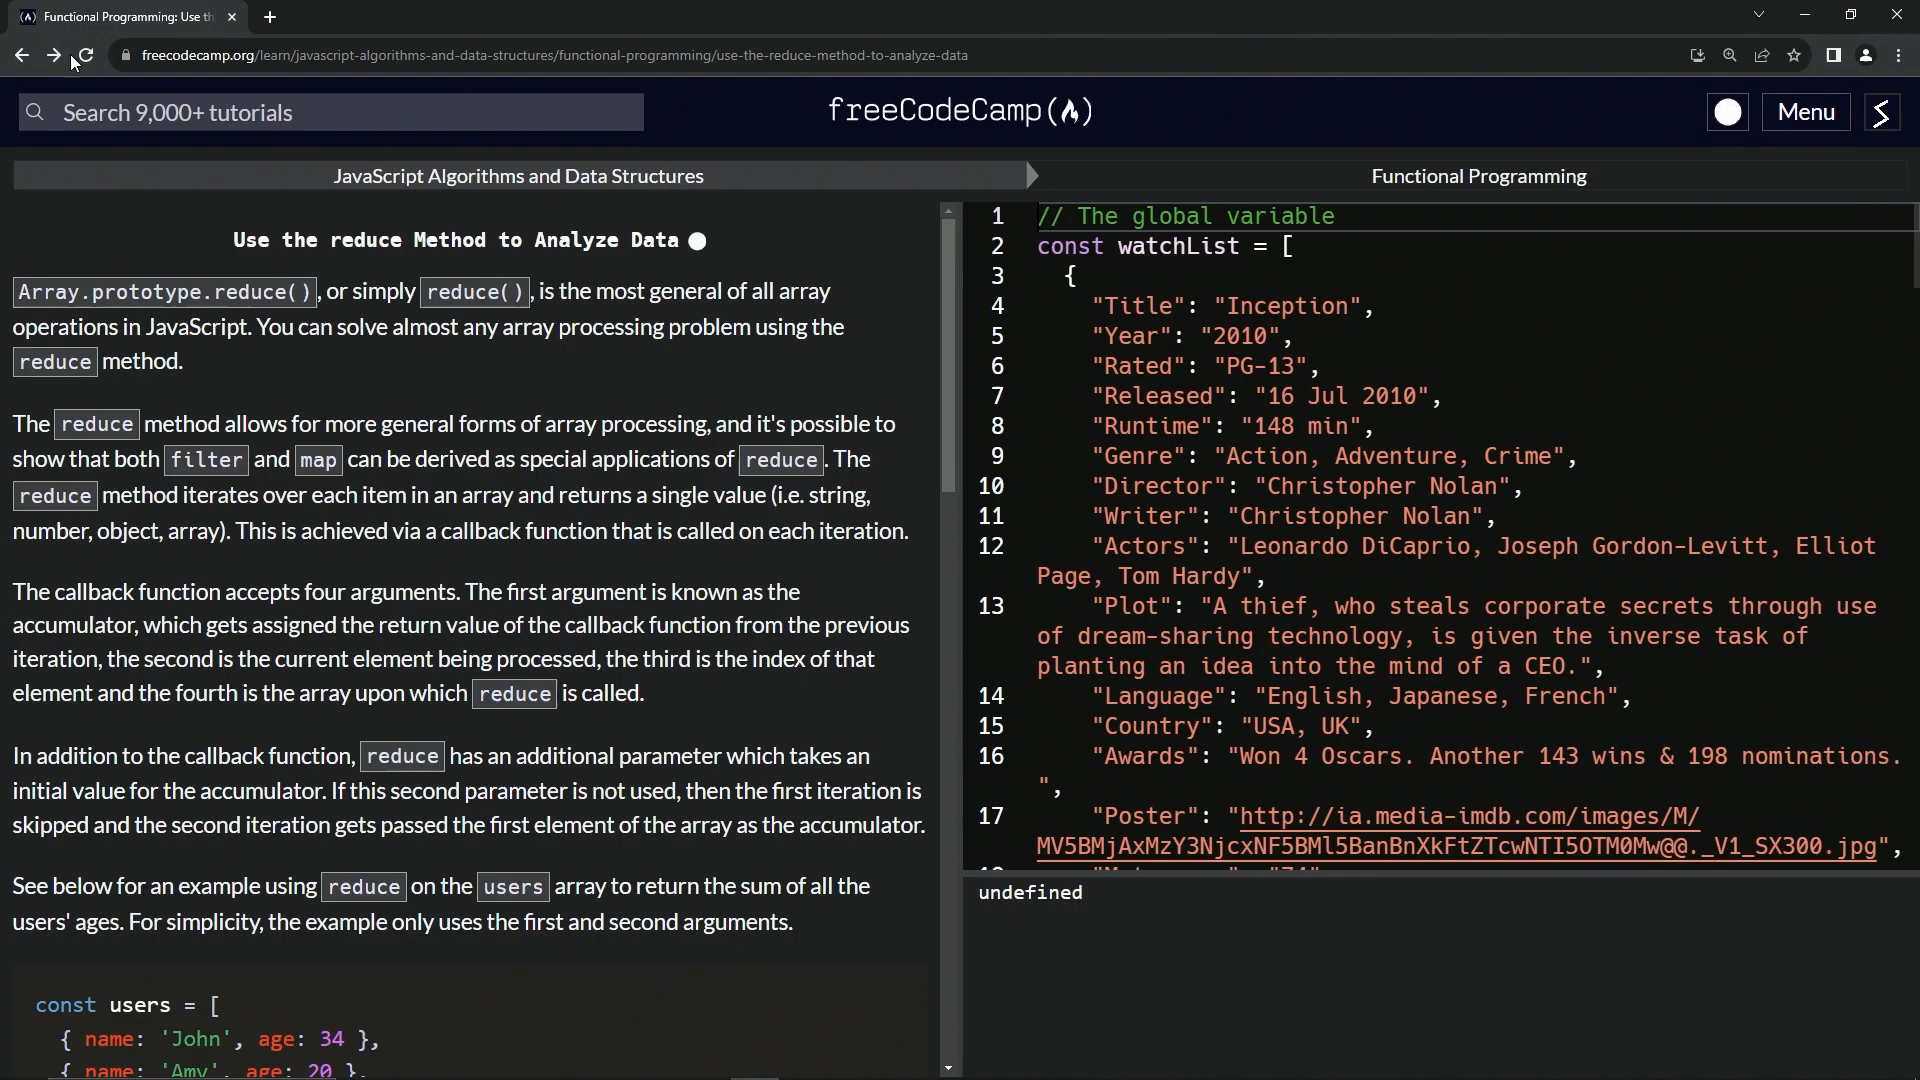 Functional Programming: Use th
freecodecamp.org/learn/javascript-algorithms-and-data-structures/functional-programming/use-the-reduce-method-to-analyze-data
Search 9,000+ tutorials
freeCodeCamp
Menu
JavaScript Algorithms and Data Structures
Functional Programming
Use the reduce Method to Analyze Data
Array.prototype.reduce(), or simply reduce(), is the most general of all array
operations in JavaScript. You can solve almost any array processing problem using the
reduce method.
The reduce method allows for more general forms of array processing, and it's possible to
show that both filter and map can be derived as special applications of reduce. The
reduce method iterates over each item in an array and returns a single value (i.e. string,
number, object, array). This is achieved via a callback function that is called on each iteration.
The callback function accepts four arguments. The first argument is known as the
accumulator, which gets assigned the return value of the callback function from the previous
iteration, the second is the current element being processed, the third is the index of that
element and the fourth is the array upon which reduce is called.
In addition to the callback function, reduce has an additional parameter which takes an
initial value for the accumulator. If this second parameter is not used, then the first iteration is
skipped and the second iteration gets passed the first element of the array as the accumulator.
See below for an example using reduce on the users array to return the sum of all the
users' ages. For simplicity, the example only uses the first and second arguments.
const users = [
{ name: 'John', age: 34 },
{ name: 'Amy', age: 20 },
1 // The global variable
2 const watchList = [
3 {
4 "Title": "Inception",
5 "Year": "2010",
6 "Rated": "PG-13",
7 "Released": "16 Jul 2010",
8 "Runtime": "148 min",
9 "Genre": "Action, Adventure, Crime",
10 "Director": "Christopher Nolan",
11 "Writer": "Christopher Nolan",
12 "Actors": "Leonardo DiCaprio, Joseph Gordon-Levitt, Elliot
Page, Tom Hardy",
13 "Plot": "A thief, who steals corporate secrets through use
of dream-sharing technology, is given the inverse task of
planting an idea into the mind of a CEO.",
14 "Language": "English, Japanese, French",
15 "Country": "USA, UK",
16 "Awards": "Won 4 Oscars. Another 143 wins & 198 nominations.
",
17 "Poster": "http://ia.media-imdb.com/images/M/
MV5BMjAxMzY3NjcxNF5BMl5BanBnXkFtZTcwNTI5OTM0Mw@@._V1_SX300.jpg",
undefined